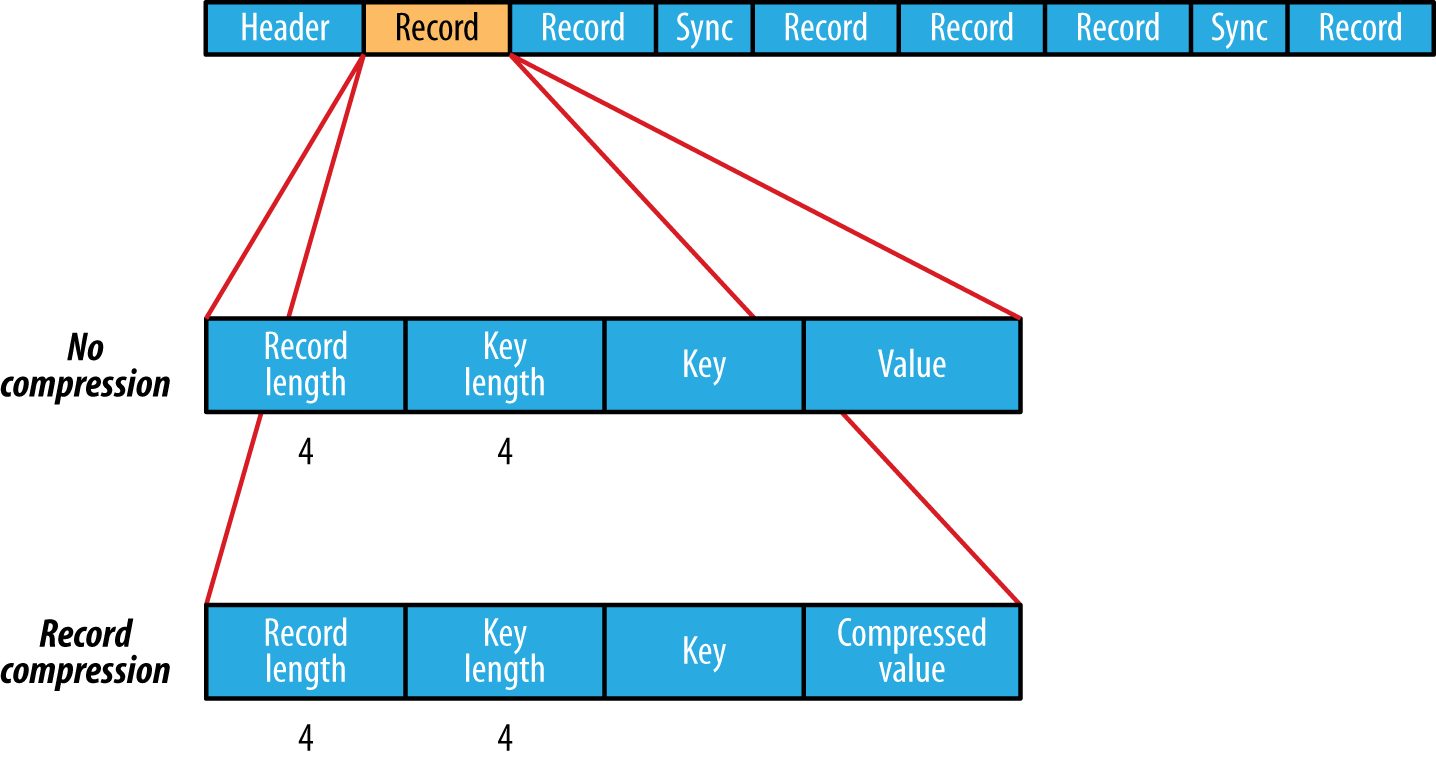 Header Record Record Sync Record Record Record Sync Record
No
compression
Record
length
Key
length
Key
Value
4 4
Record
compression
Record
length
Key
length
Key
Compressed
value
4 4